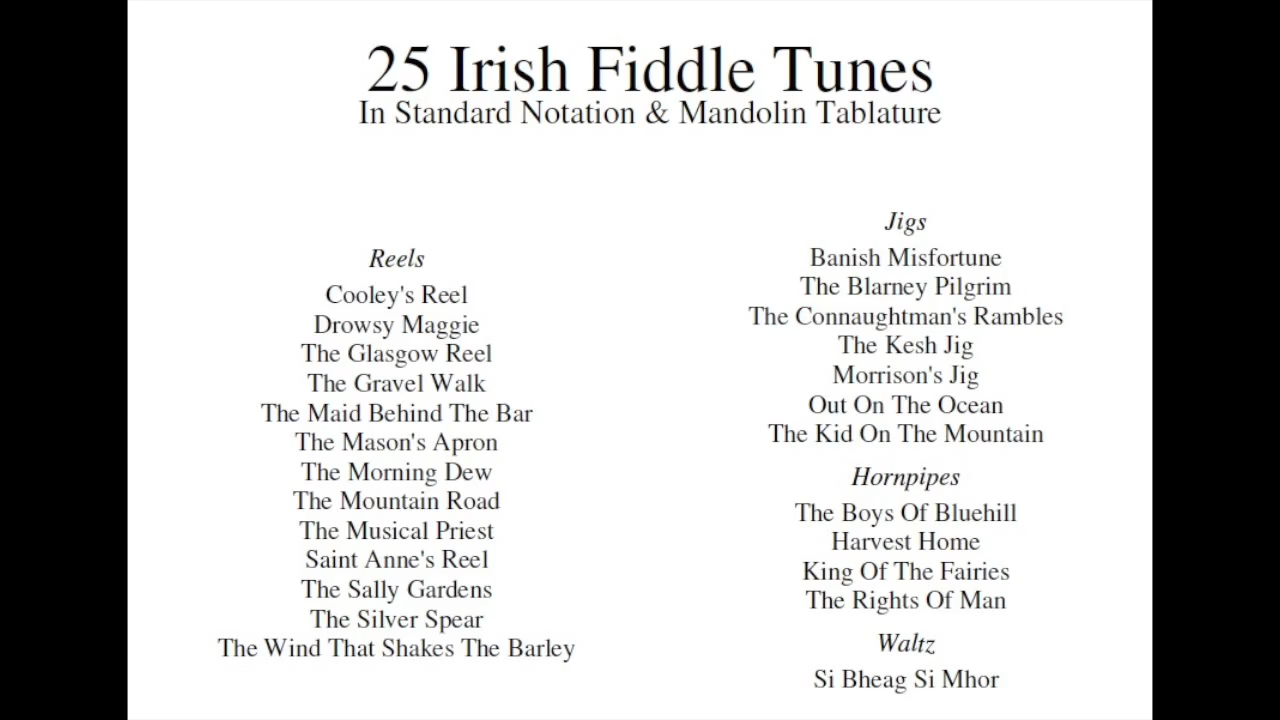 25 Irish Fiddle Tunes
In Standard Notation & Mandolin Tablature
Reels
Cooley's Reel
Drowsy Maggie
The Glasgow Reel
The Gravel Walk
The Maid Behind The Bar
The Mason's Apron
The Morning Dew
The Mountain Road
The Musical Priest
Saint Anne's Reel
The Sally Gardens
The Silver Spear
The Wind That Shakes The Barley
Jigs
Banish Misfortune
The Blarney Pilgrim
The Connaughtman's Rambles
The Kesh Jig
Morrison's Jig
Out On The Ocean
The Kid On The Mountain
Hornpipes
The Boys Of Bluehill
Harvest Home
King Of The Fairies
The Rights Of Man
Waltz
Si Bheag Si Mhor